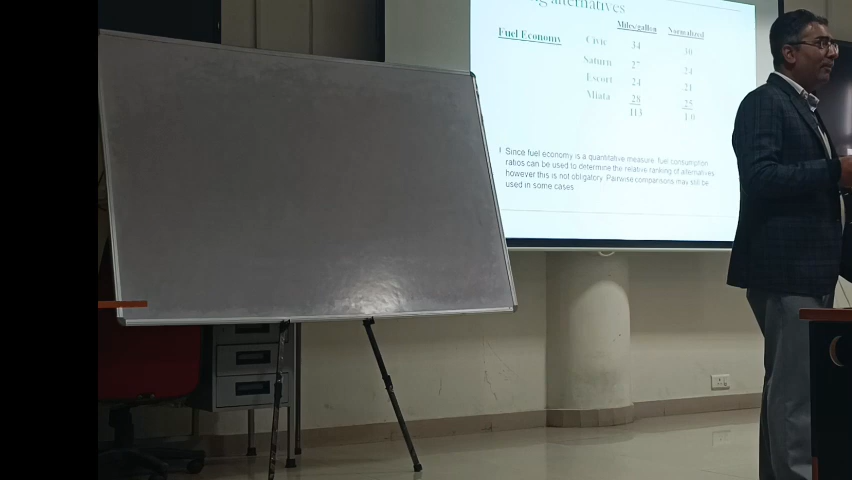 ng alternatives
Miles/gallon Normalized
Fuel Economy Civic 34 30
Saturn 27 24
Escort 24 21
Miata 28 25
113 1.0
! Since fuel economy is a quantitative measure, fuel consumption
ratios can be used to determine the relative ranking of alternatives;
however this is not obligatory. Pairwise comparisons may still be
used in some cases.